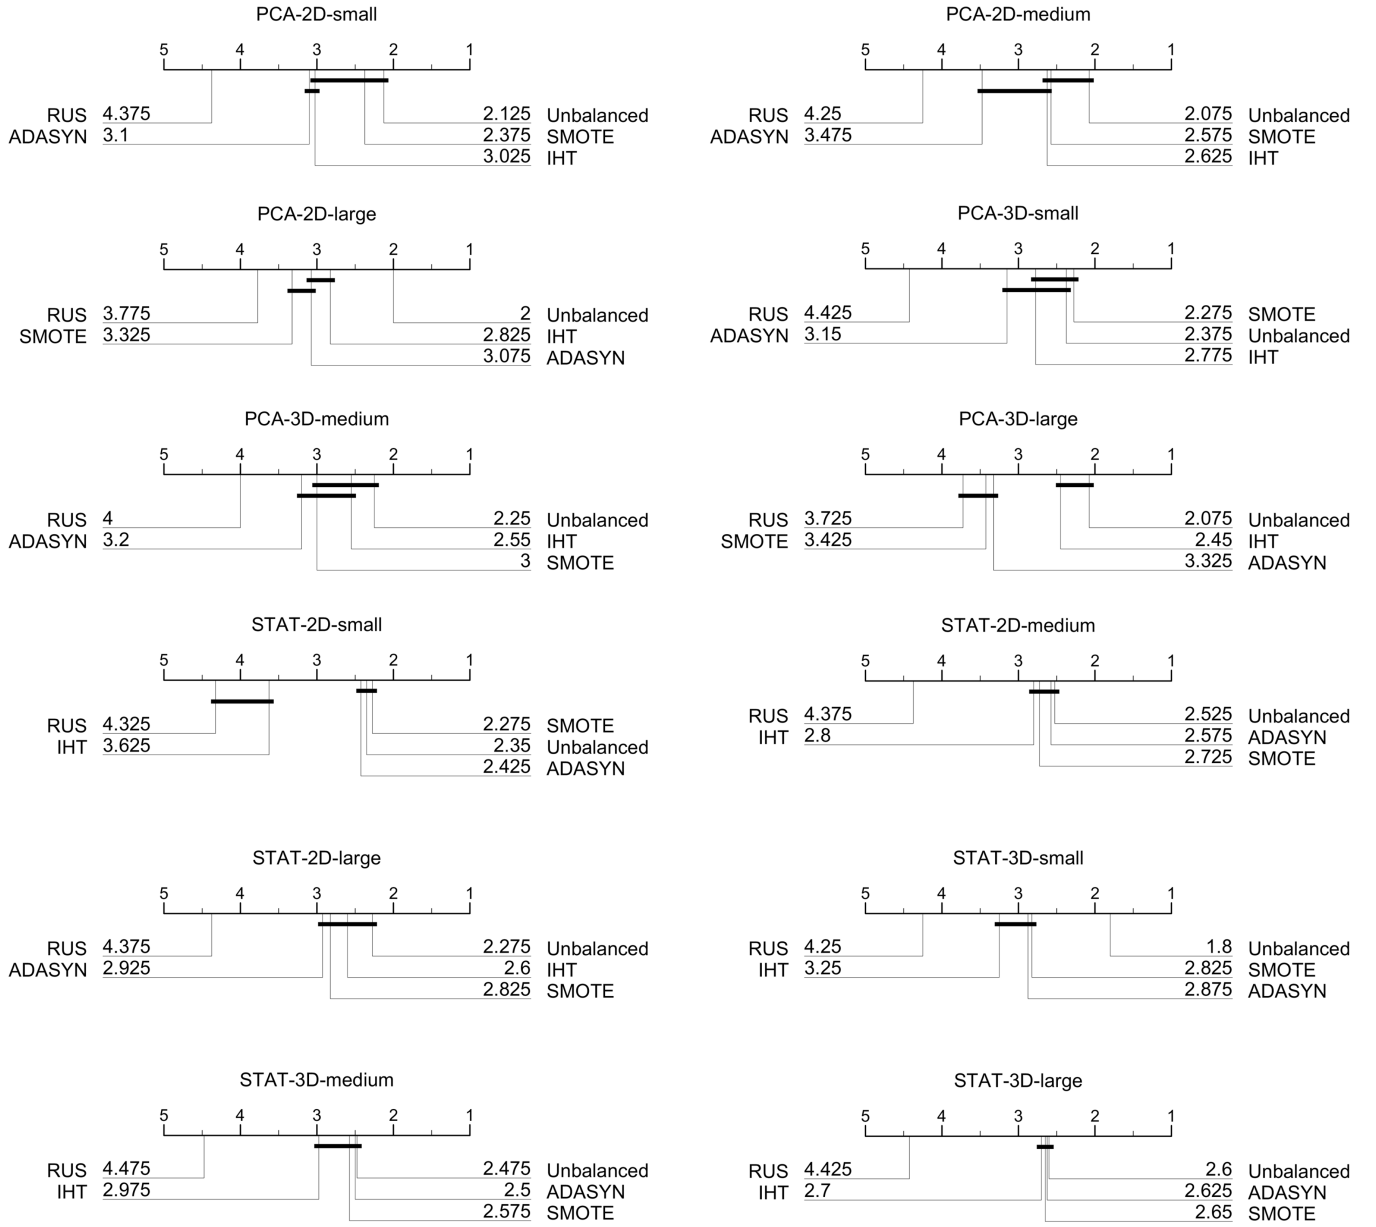 PCA-2D-small
5 4 3 2 1
RUS 4.375 2.125 Unbalanced
ADASYN 3.1 2.375 SMOTE
3.025 IHT
PCA-2D-medium
5 4 3 2 1
RUS 4.25 2.075 Unbalanced
ADASYN 3.475 2.575 SMOTE
2.625 IHT
PCA-2D-large
5 4 3 2 1
RUS 3.775 2 Unbalanced
SMOTE 3.325 2.825 IHT
3.075 ADASYN
PCA-3D-small
5 4 3 2 1
RUS 4.425 2.275 SMOTE
ADASYN 3.15 2.375 Unbalanced
2.775 IHT
PCA-3D-medium
5 4 3 2 1
RUS 4 2.25 Unbalanced
ADASYN 3.2 2.55 IHT
3 SMOTE
PCA-3D-large
5 4 3 2 1
RUS 3.725 2.075 Unbalanced
SMOTE 3.425 2.45 IHT
3.325 ADASYN
STAT-2D-small
5 4 3 2 1
RUS 4.325 2.275 SMOTE
IHT 3.625 2.35 Unbalanced
2.425 ADASYN
STAT-2D-medium
5 4 3 2 1
RUS 4.375 2.525 Unbalanced
IHT 2.8 2.575 ADASYN
2.725 SMOTE
STAT-2D-large
5 4 3 2 1
RUS 4.375 2.275 Unbalanced
ADASYN 2.925 2.6 IHT
2.825 SMOTE
STAT-3D-small
5 4 3 2 1
RUS 4.25 1.8 Unbalanced
IHT 3.25 2.825 SMOTE
2.875 ADASYN
STAT-3D-medium
5 4 3 2 1
RUS 4.475 2.475 Unbalanced
IHT 2.975 2.5 ADASYN
2.575 SMOTE
STAT-3D-large
5 4 3 2 1
RUS 4.425 2.6 Unbalanced
IHT 2.7 2.625 ADASYN
2.65 SMOTE